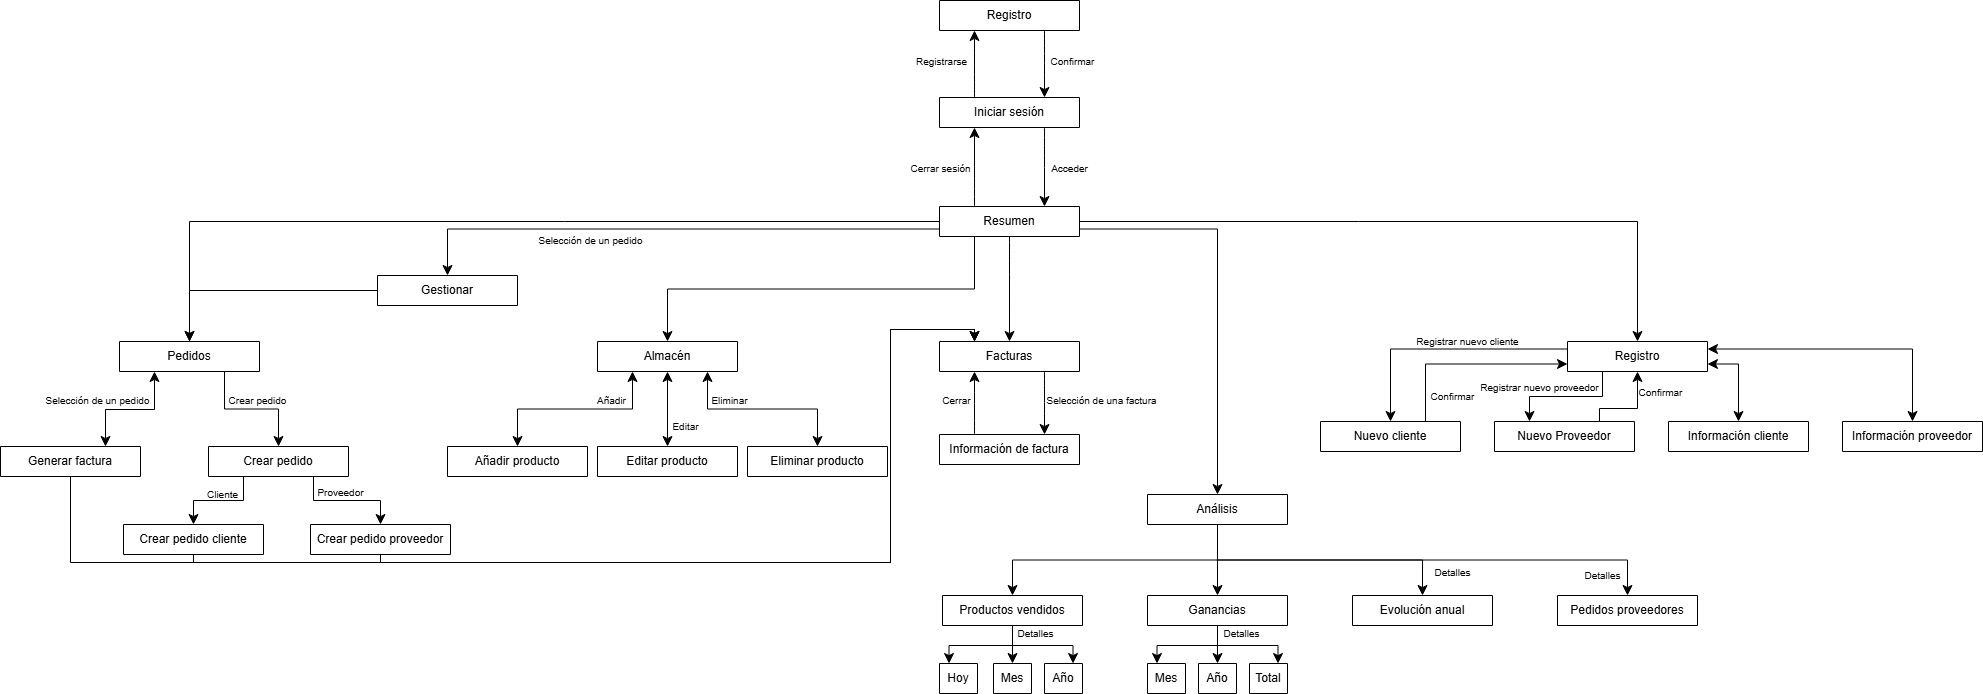 Registro
Registrarse
Confirmar
Iniciar sesión
Cerrar sesión
Acceder
Resumen
Selección de un pedido
Gestionar
Pedidos
Almacén
Facturas
Registrar nuevo cliente
Registro
Selección de un pedido
Crear pedido
Añadir
Eliminar
Editar
Cerrar
Selección de una factura
Registrar nuevo proveedor
Confirmar
Confirmar
Nuevo cliente
Nuevo Proveedor
Información cliente
Información proveedor
Generar factura
Crear pedido
Añadir producto
Editar producto
Eliminar producto
Información de factura
Cliente
Proveedor
Crear pedido cliente
Crear pedido proveedor
Análisis
Detalles
Detalles
Productos vendidos
Ganancias
Evolución anual
Pedidos proveedores
Detalles
Detalles
Hoy
Mes
Año
Mes
Año
Total